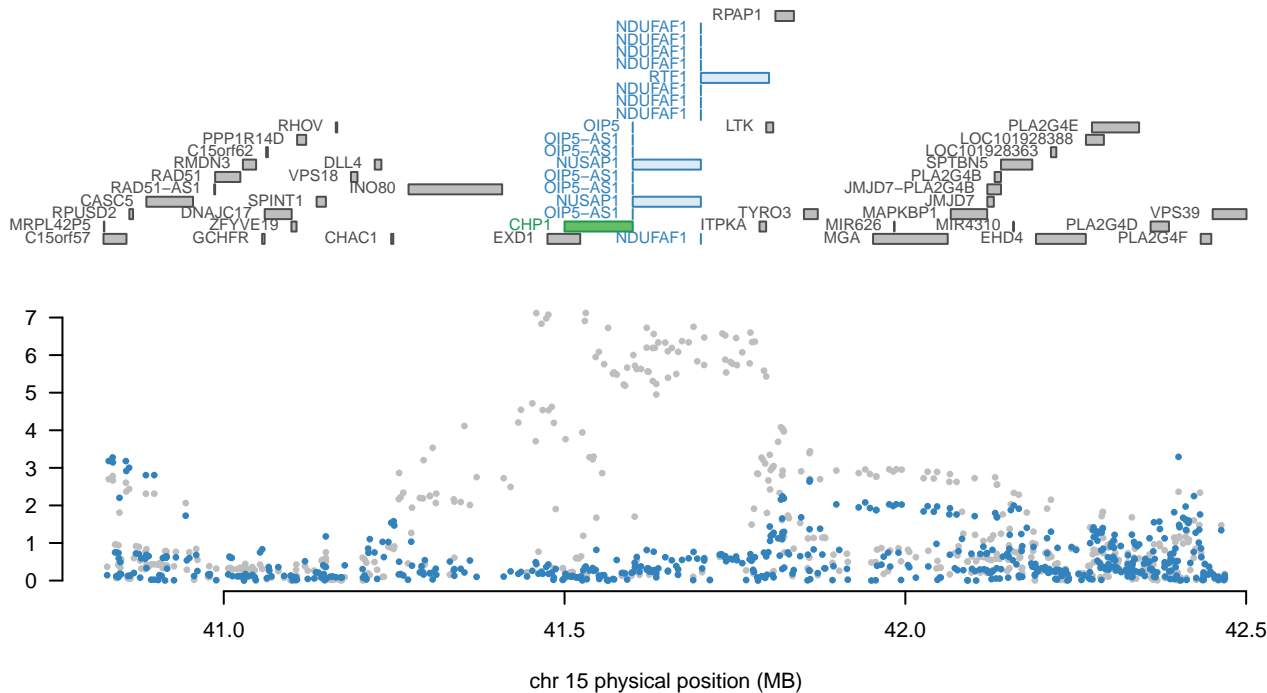 RPAP1
NDUFAF1
NDUFAF1
NDUFAF1
NDUFAF1
RTF1
NDUFAF1
NDUFAF1
NDUFAF1
RHOV OIP5 LTK PLA2G4E
PPP1R14D OIP5−AS1 LOC101928388
C15orf62 OIP5−AS1 LOC101928363
RMDN3 DLL4 NUSAP1 SPTBN5
RAD51 VPS18 OIP5−AS1 PLA2G4B
RAD51−AS1 INO80 OIP5−AS1 JMJD7−PLA2G4B
CASC5 SPINT1 NUSAP1 JMJD7
RPUSD2 DNAJC17 OIP5−AS1 TYRO3 MAPKBP1 VPS39
MRPL42P5 ZFYVE19 CHP1 ITPKA MIR626 MIR4310 PLA2G4D
C15orf57 GCHFR CHAC1 EXD1 NDUFAF1 MGA EHD4 PLA2G4F
7
6
5
4
3
2
1
0
41.0 41.5 42.0 42.5
chr 15 physical position (MB)